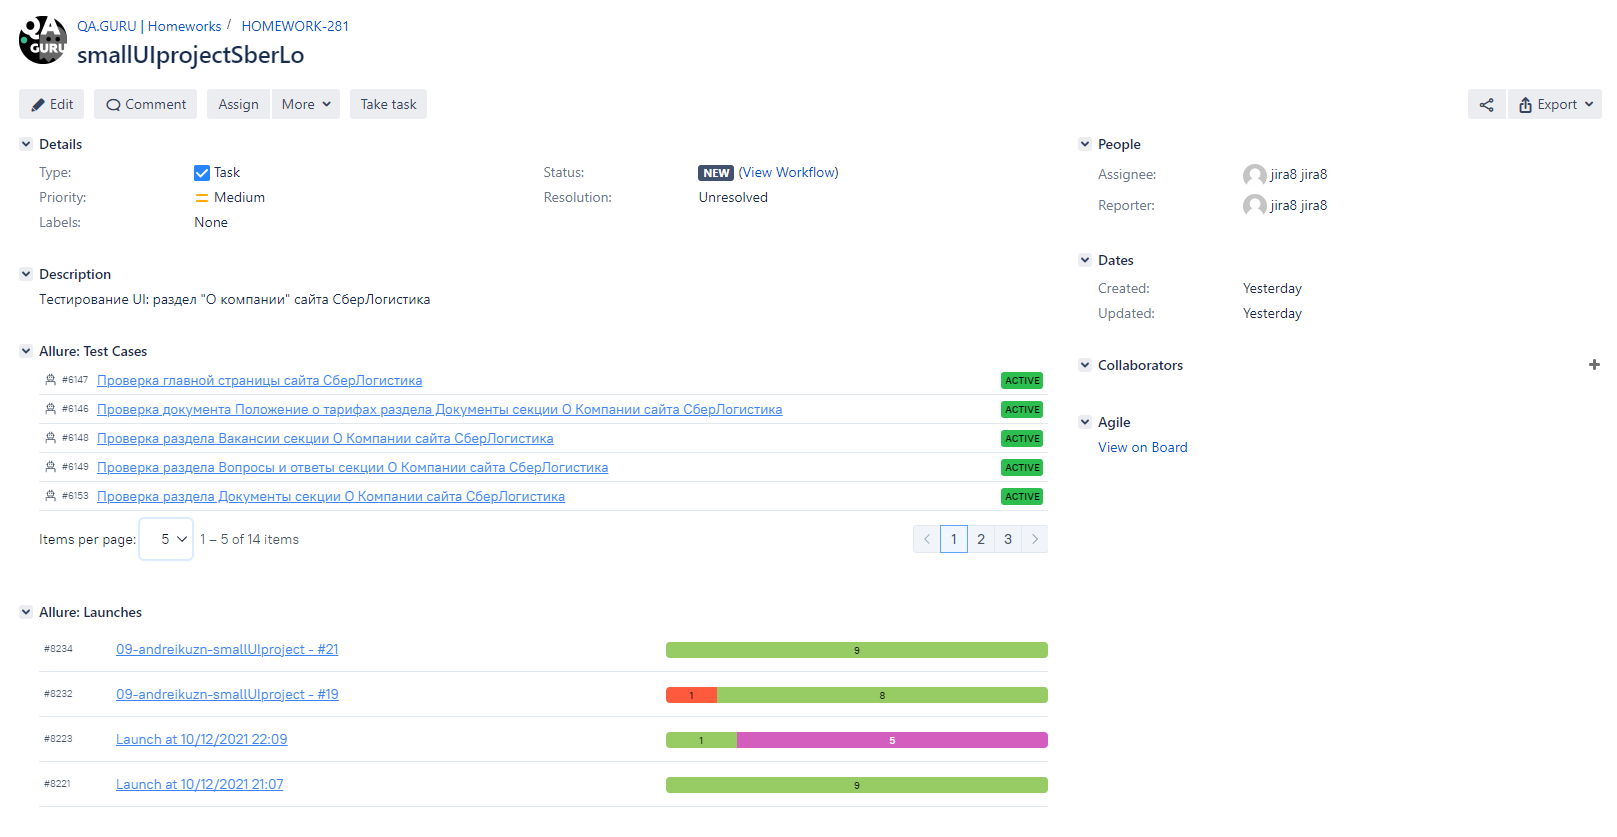 QA
GURU
QA.GURU | Homeworks / HOMEWORK-281
smallUIprojectSberLo
Edit Comment Assign More Take task Export
Details
Type: Task Status: NEW (View Workflow)
Priority: Medium Resolution: Unresolved
Labels: None
Description
Тестирование UI: раздел "О компании" сайта СберЛогистика
Allure: Test Cases
#6147 Проверка главной страницы сайта СберЛогистика ACTIVE
#6146 Проверка документа Положение о тарифах раздела Документы секции О Компании сайта СберЛогистика ACTIVE
#6148 Проверка раздела Вакансии секции О Компании сайта СберЛогистика ACTIVE
#6149 Проверка раздела Вопросы и ответы секции О Компании сайта СберЛогистика ACTIVE
#6153 Проверка раздела Документы секции О Компании сайта СберЛогистика ACTIVE
Items per page: 5 1 – 5 of 14 items < 1 2 3 >
Allure: Launches
#8234 09-andreikuzn-smallUIproject - #21 9
#8232 09-andreikuzn-smallUIproject - #19 1 8
#8223 Launch at 10/12/2021 22:09 1 5
#8221 Launch at 10/12/2021 21:07 9
People
Assignee: jira8 jira8
Reporter: jira8 jira8
Dates
Created: Yesterday
Updated: Yesterday
Collaborators +
Agile
View on Board